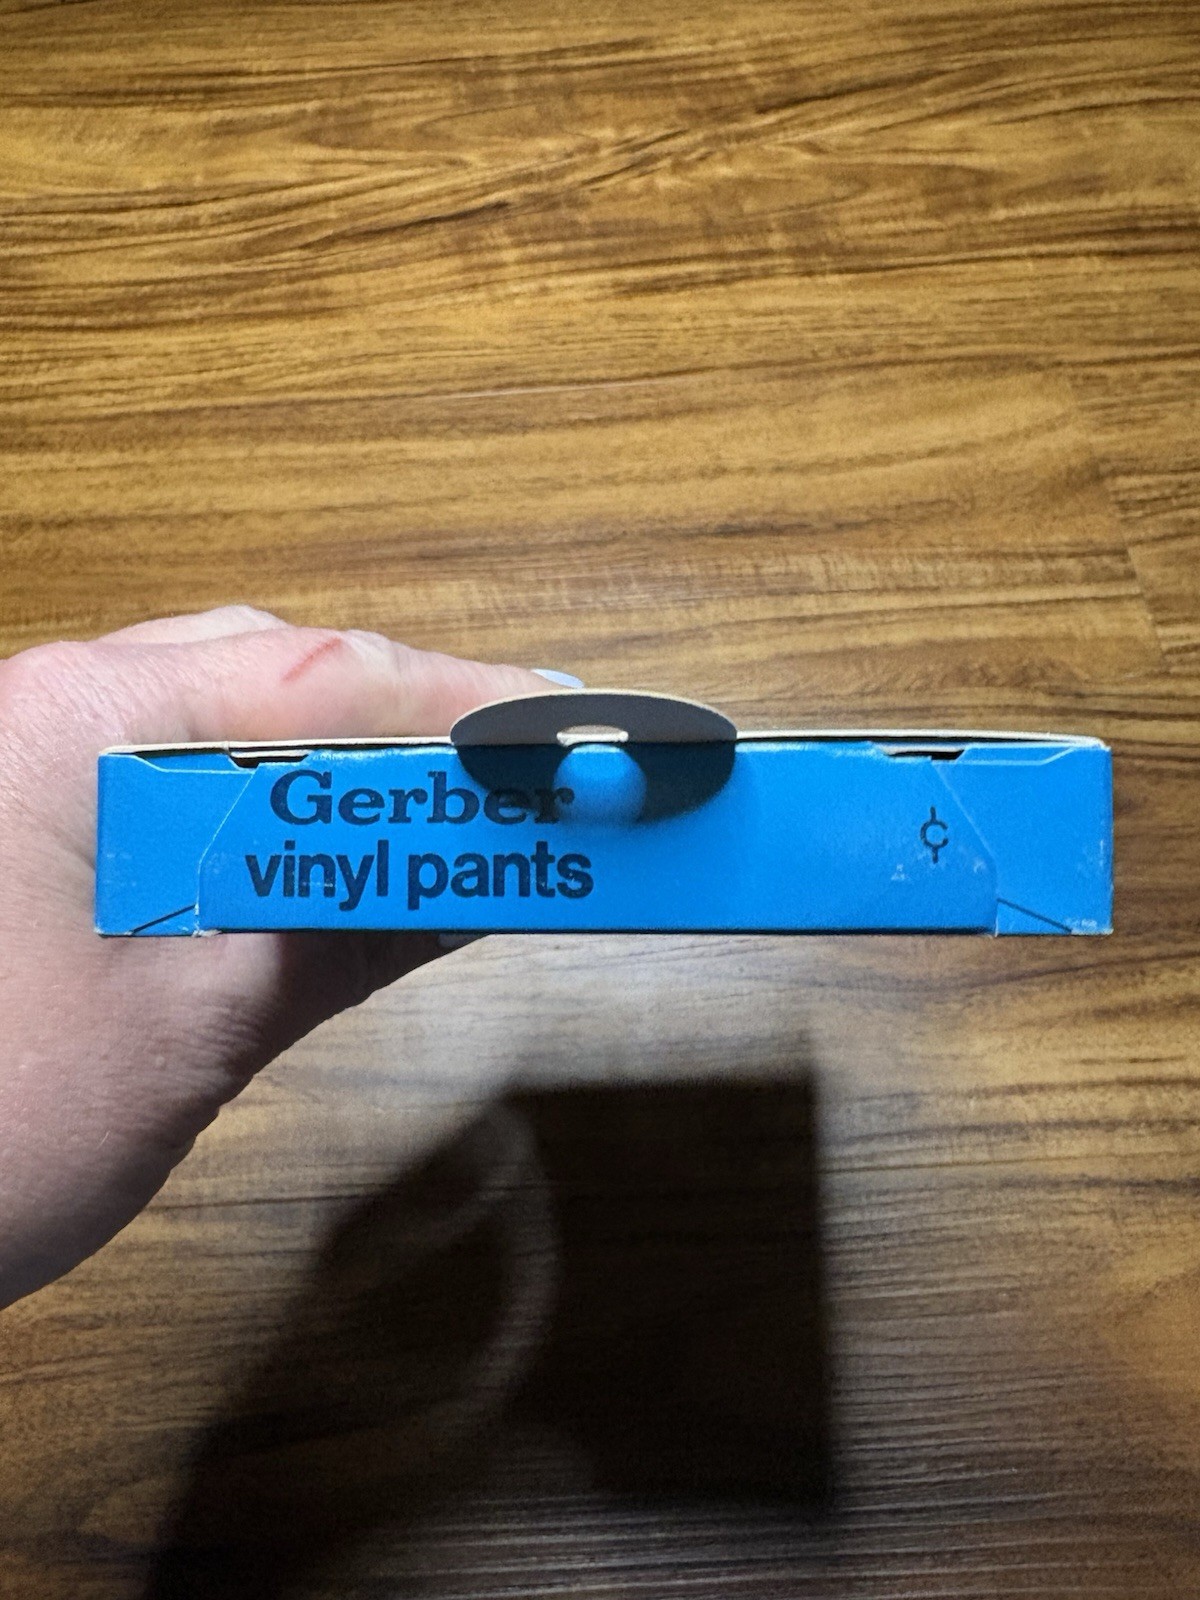 Gerber
vinyl pants
¢